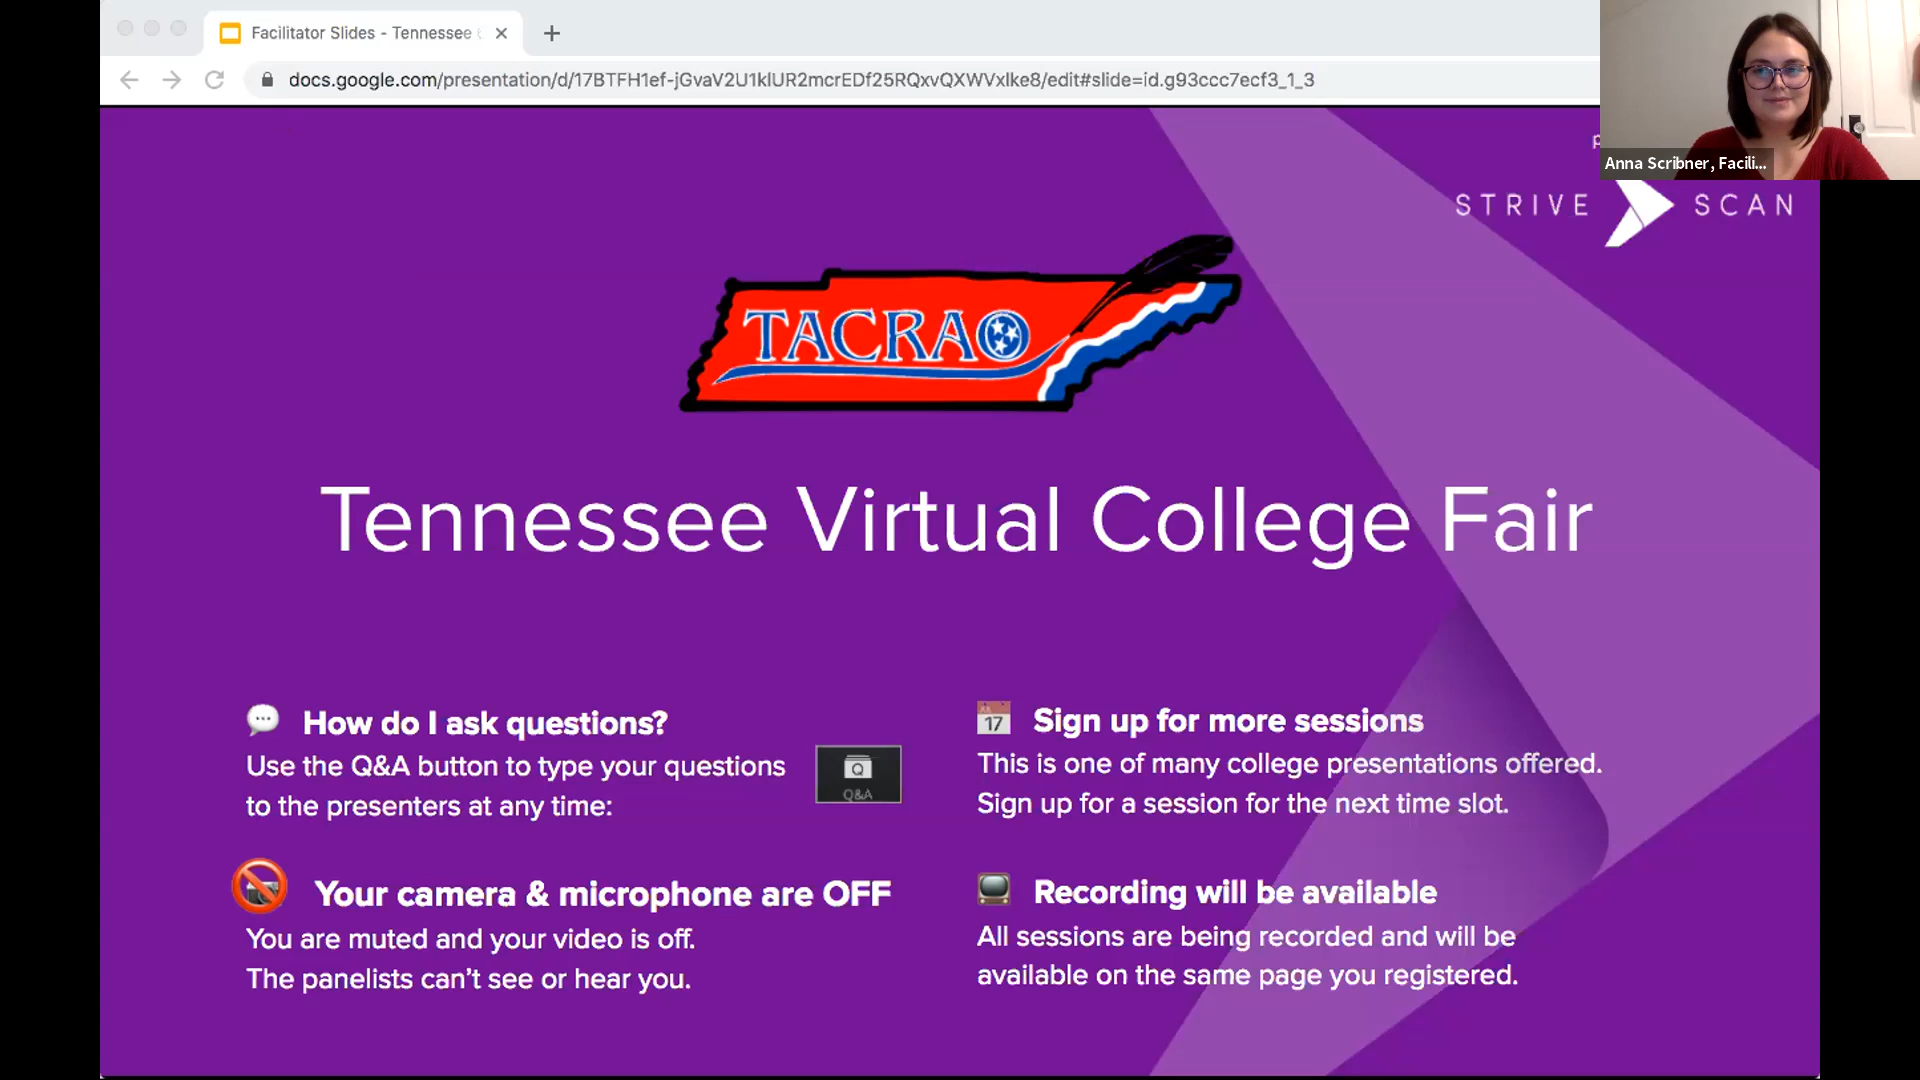 Facilitator Slides - Tennessee
docs.google.com/presentation/d/17BTFH1ef-jGvaV2U1klUR2mcrEDf25RQxvQXWVxlke8/edit#slide=id.g93ccc7ecf3_1_3
Anna Scribner, Facili...
STRIVE SCAN
TACRAO
Tennessee Virtual College Fair
How do I ask questions?
Use the Q&A button to type your questions
to the presenters at any time:
Q
Q&A
Your camera & microphone are OFF
You are muted and your video is off.
The panelists can't see or hear you.
17
Sign up for more sessions
This is one of many college presentations offered.
Sign up for a session for the next time slot.
Recording will be available
All sessions are being recorded and will be
available on the same page you registered.